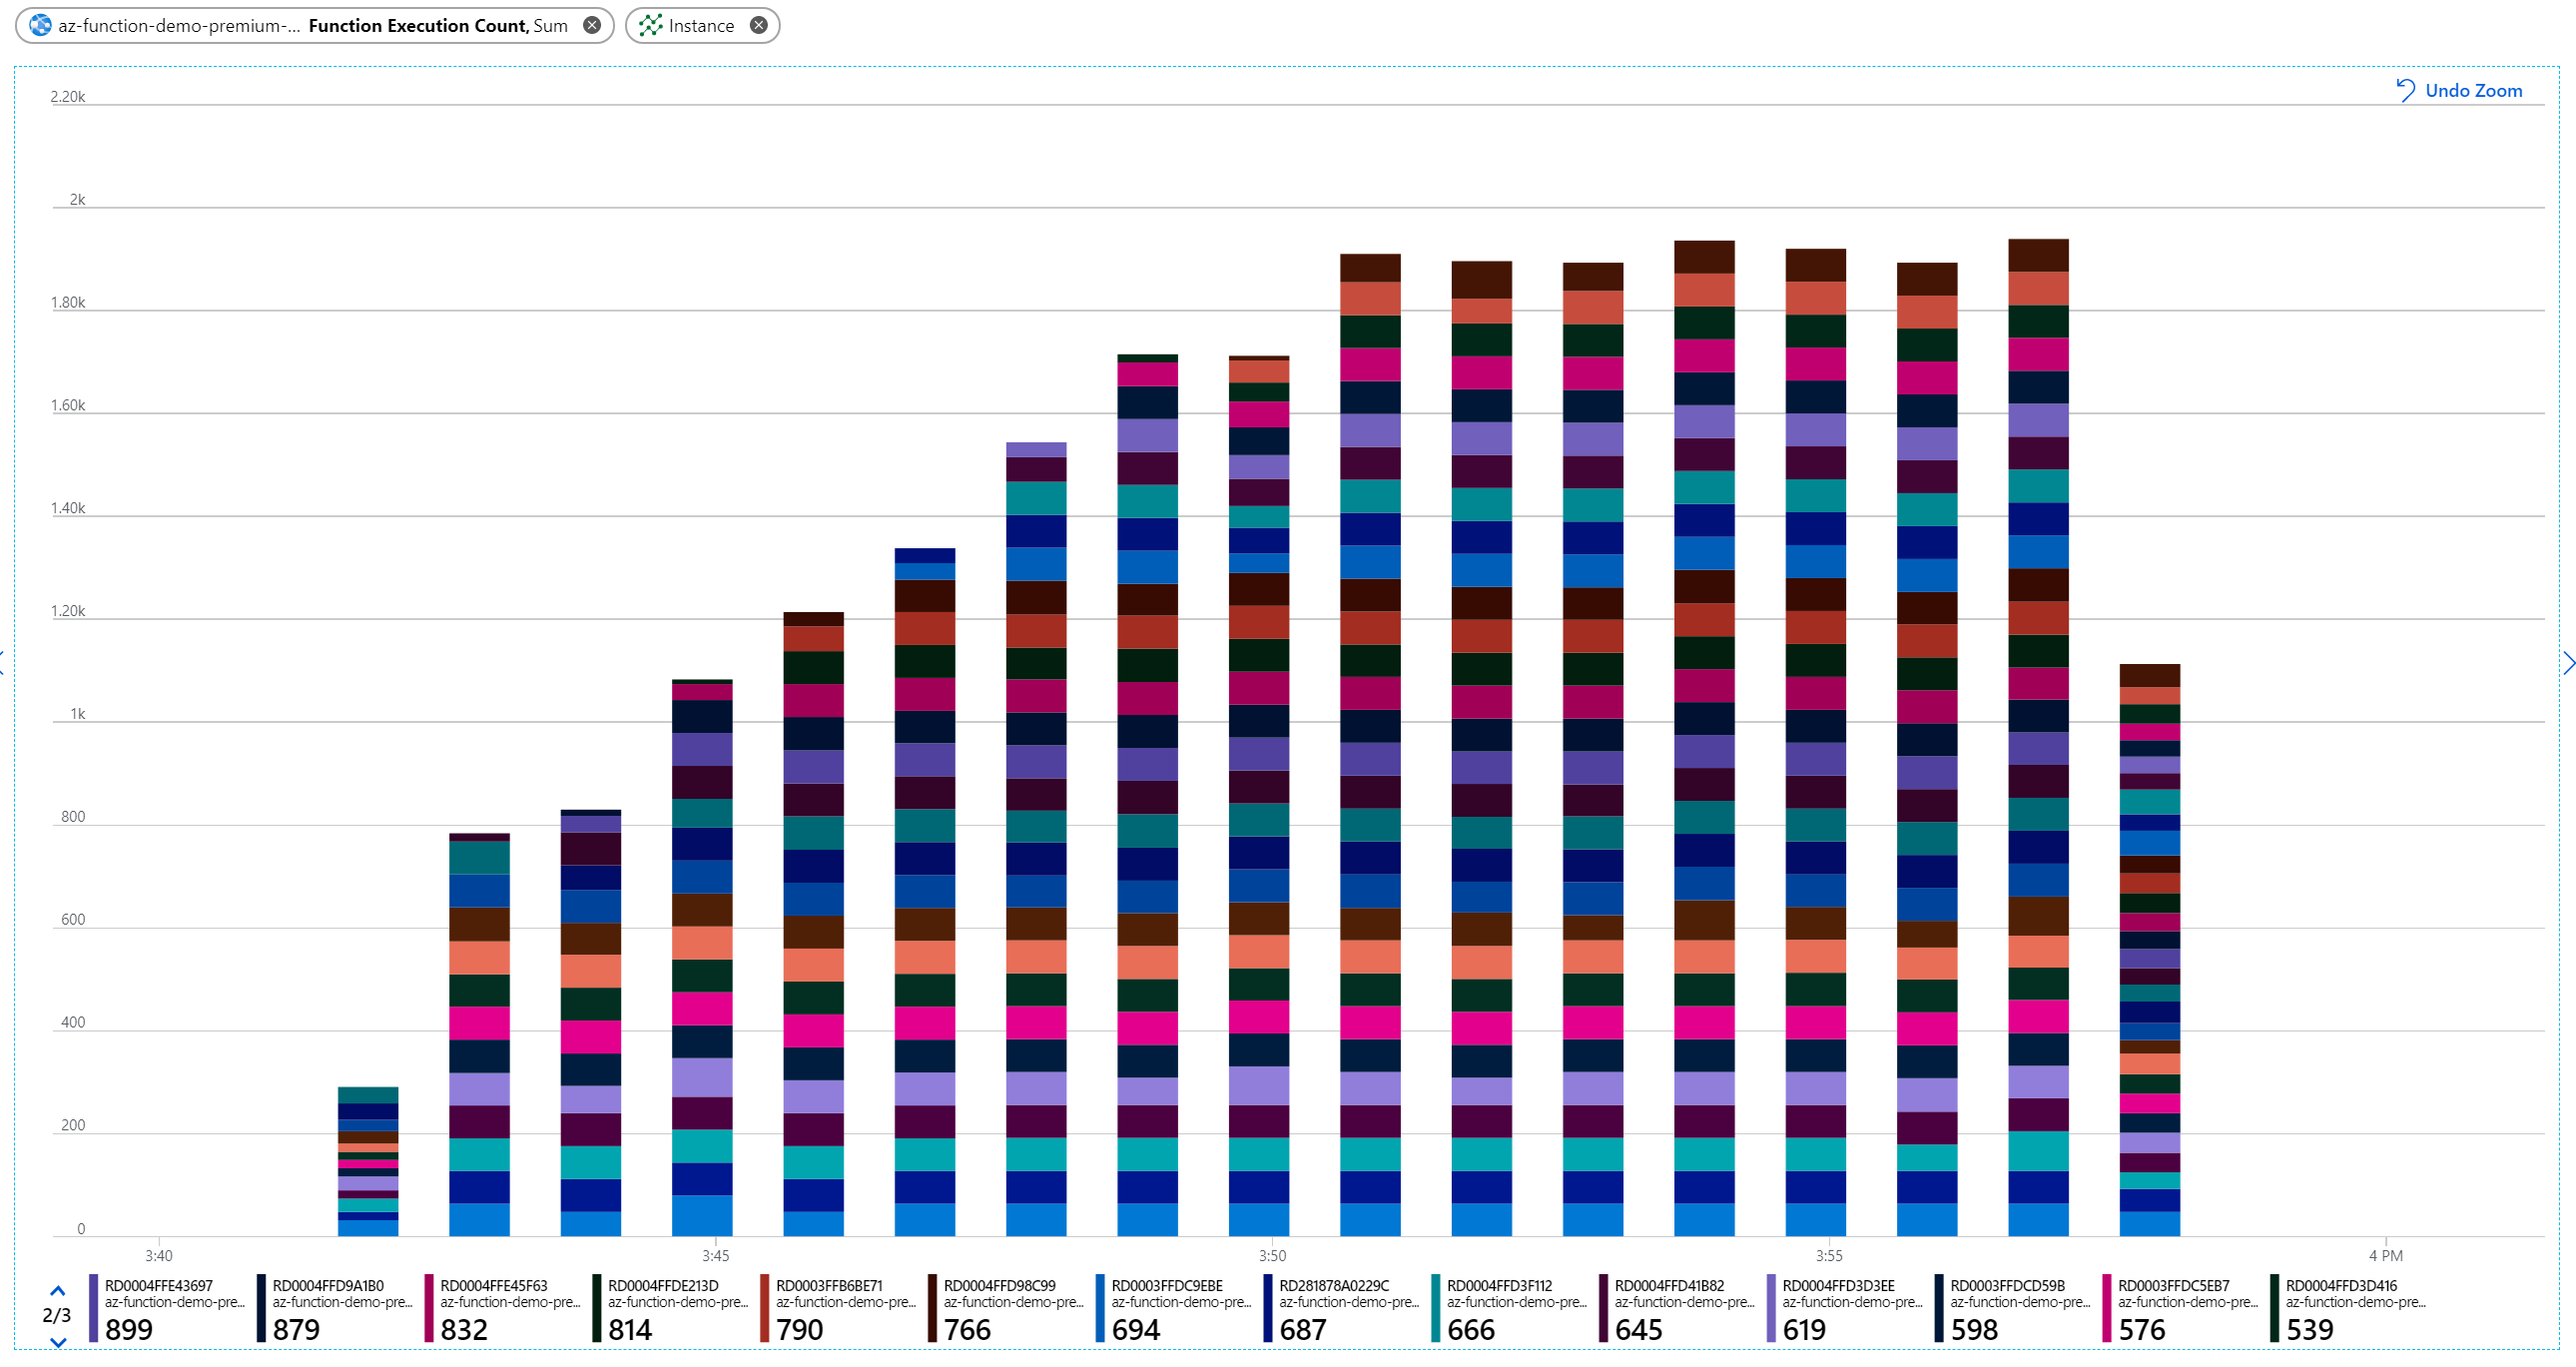 az-function-demo-premium-... Function Execution Count, Sum
Instance
Undo Zoom
2.20k
2k
1.80k
1.60k
1.40k
1.20k
1k
800
600
400
200
0
3:40 3:45 3:50 3:55 4 PM
2/3
RD0004FFE43697
az-function-demo-pre...
899
RD0004FFD9A1B0
az-function-demo-pre...
879
RD0004FFE45F63
az-function-demo-pre...
832
RD0004FFDE213D
az-function-demo-pre...
814
RD0003FFB6BE71
az-function-demo-pre...
790
RD0004FFD98C99
az-function-demo-pre...
766
RD0003FFDC9EBE
az-function-demo-pre...
694
RD281878A0229C
az-function-demo-pre...
687
RD0004FFD3F112
az-function-demo-pre...
666
RD0004FFD41B82
az-function-demo-pre...
645
RD0004FFD3D3EE
az-function-demo-pre...
619
RD0003FFDCD59B
az-function-demo-pre...
598
RD0003FFDC5EB7
az-function-demo-pre...
576
RD0004FFD3D416
az-function-demo-pre...
539